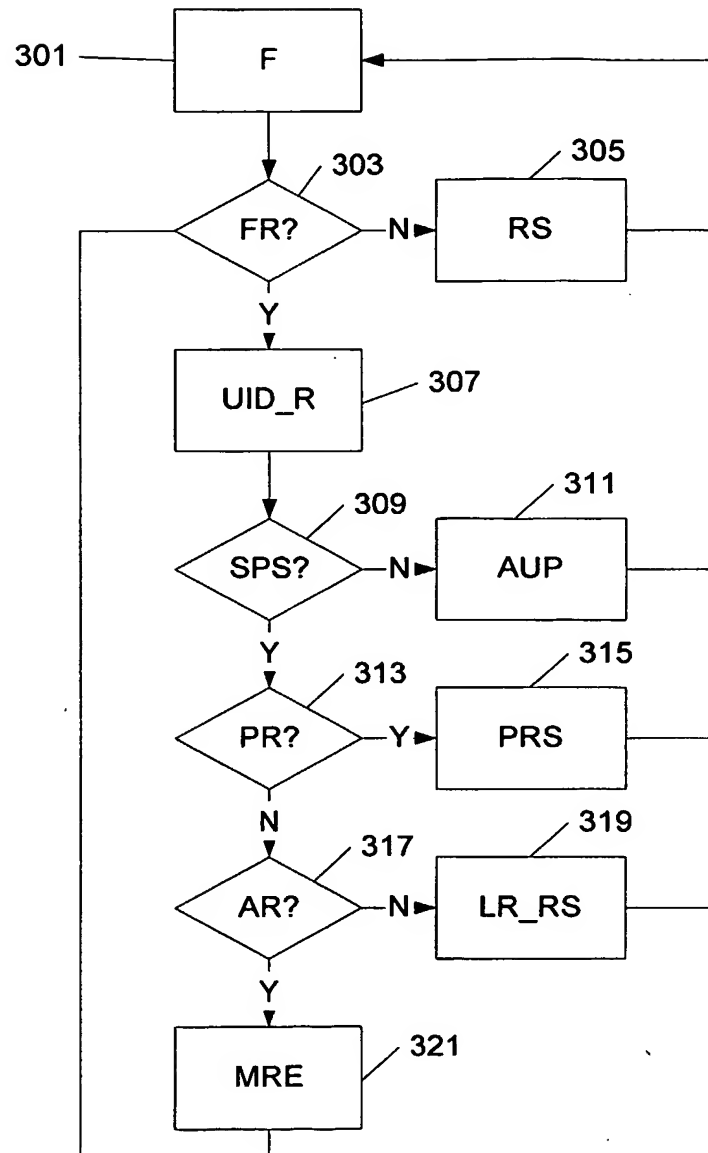 301
F
303
305
FR?
N
RS
Y
UID_R
307
309
311
SPS?
N
AUP
Y
313
315
PR?
Y
PRS
N
317
319
AR?
N
LR_RS
Y
321
MRE